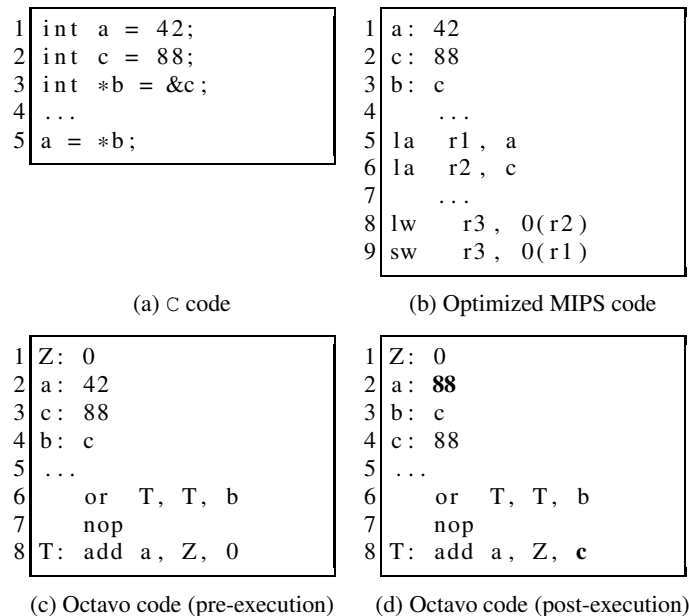 1 int a = 42;
2 int c = 88;
3 int *b = &c;
4 ...
5 a = *b;
(a) C code
1 a: 42
2 c: 88
3 b: c
4 ...
5 la r1, a
6 la r2, c
7 ...
8 lw r3, 0(r2)
9 sw r3, 0(r1)
(b) Optimized MIPS code
1 Z: 0
2 a: 42
3 c: 88
4 b: c
5 ...
6 or T, T, b
7 nop
8 T: add a, Z, 0
(c) Octavo code (pre-execution)
1 Z: 0
2 a: 88
3 b: c
4 c: 88
5 ...
6 or T, T, b
7 nop
8 T: add a, Z, c
(d) Octavo code (post-execution)